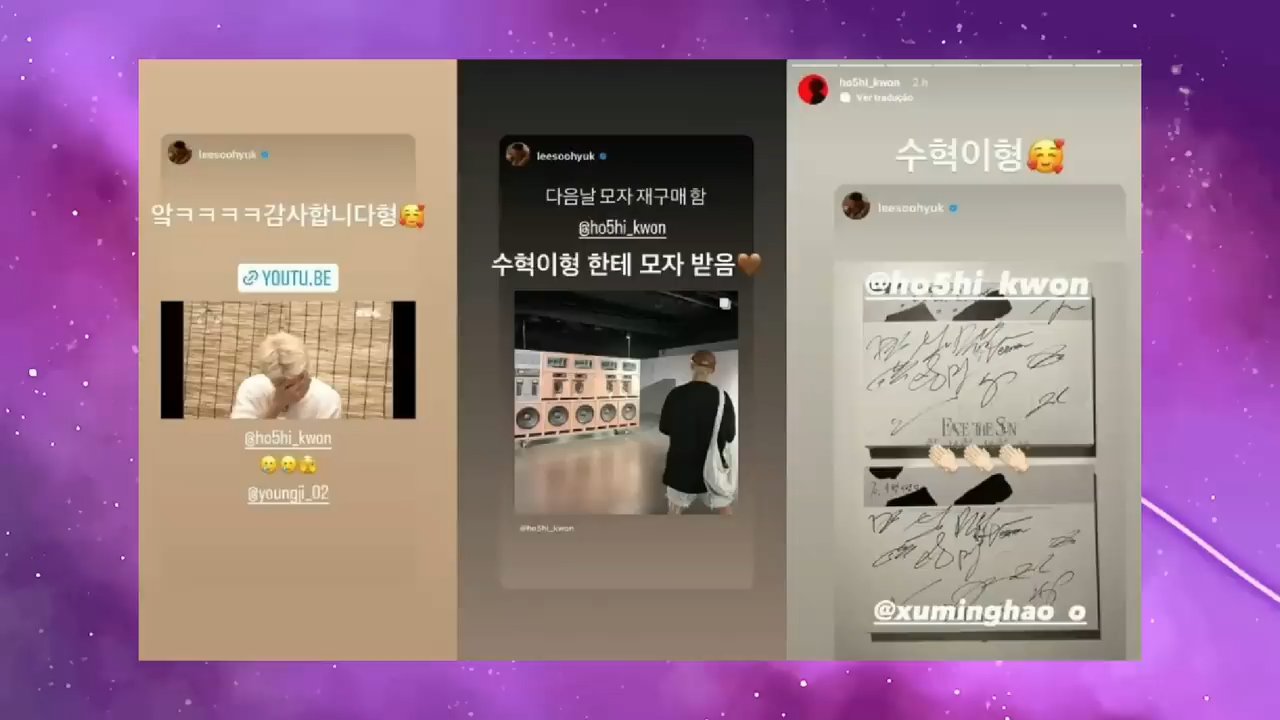 leesoohyuk
앜ㅋㅋㅋㅋ감사합니다형
YOUTU.BE
@ho5hi_kwon
@youngji_02
leesoohyuk
다음날 모자 재구매 함
@ho5hi_kwon
수혁이형 한테 모자 받음
@ho5hi_kwon
ho5hi_kwon 2 h
Ver tradução
수혁이형
leesoohyuk
@ho5hi_kwon
FACE THE SUN
@xuminghao_o